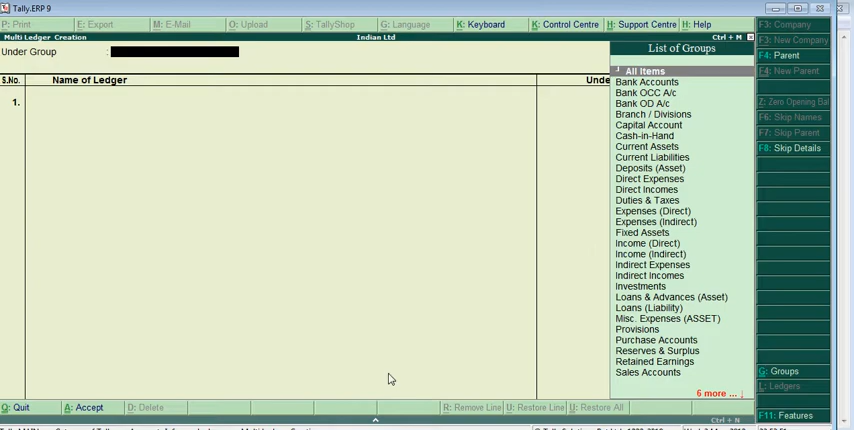 Tally.ERP 9
P: Print E: Export M: E-Mail O: Upload S: TallyShop G: Language K: Keyboard K: Control Centre H: Support Centre H: Help
Multi Ledger Creation Indian Ltd Ctrl + M
Under Group :
List of Groups
S.No. Name of Ledger Unde
1.
All Items
Bank Accounts
Bank OCC A/c
Bank OD A/c
Branch / Divisions
Capital Account
Cash-in-Hand
Current Assets
Current Liabilities
Deposits (Asset)
Direct Expenses
Direct Incomes
Duties & Taxes
Expenses (Direct)
Expenses (Indirect)
Fixed Assets
Income (Direct)
Income (Indirect)
Indirect Expenses
Indirect Incomes
Investments
Loans & Advances (Asset)
Loans (Liability)
Misc. Expenses (ASSET)
Provisions
Purchase Accounts
Reserves & Surplus
Retained Earnings
Sales Accounts
6 more ... ↓
F3: Company
F3: New Company
F4: Parent
F4: New Parent
Z: Zero Opening Bal
F6: Skip Names
F7: Skip Parent
F8: Skip Details
G: Groups
L: Ledgers
F11: Features
Q: Quit A: Accept D: Delete R: Remove Line U: Restore Line U: Restore All
Ctrl + N